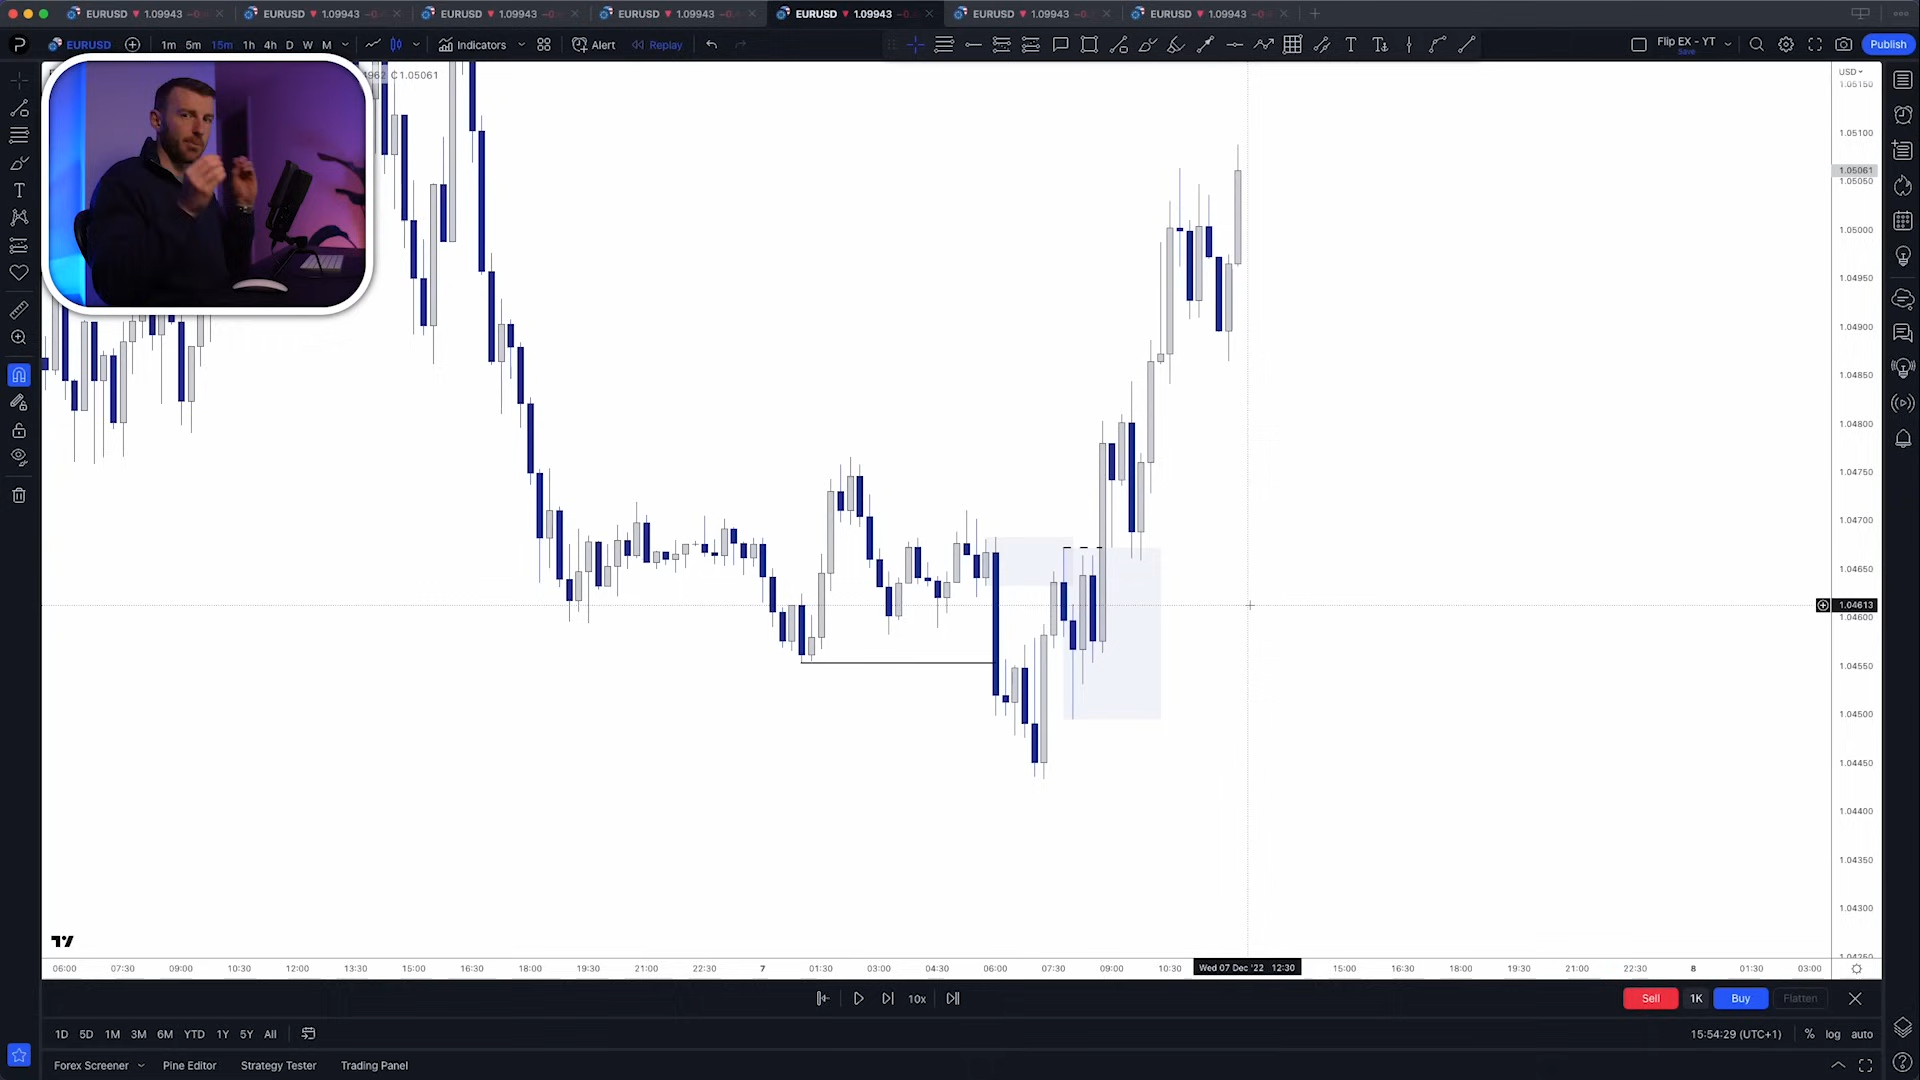 EURUSD ▼ 1.09943 EURUSD ▼ 1.09943 EURUSD ▼ 1.09943 EURUSD ▼ 1.09943 EURUSD ▼ 1.09943 EURUSD ▼ 1.09943 EURUSD ▼ 1.09943
EURUSD 1m 5m 15m 1h 4h D W M Indicators Alert Replay Flip EX - YT Save Publish
C1.05061
USD
1.05150
1.05100
1.05061
1.05050
1.05000
1.04950
1.04900
1.04850
1.04800
1.04750
1.04700
1.04650
1.04613
1.04600
1.04550
1.04500
1.04450
1.04400
1.04350
1.04300
1.04250
06:00 07:30 09:00 10:30 12:00 13:30 15:00 16:30 18:00 19:30 21:00 22:30 7 01:30 03:00 04:30 06:00 07:30 09:00 10:30 Wed 07 Dec '22 12:30 15:00 16:30 18:00 19:30 21:00 22:30 8 01:30 03:00
10x Sell 1K Buy Flatten
1D 5D 1M 3M 6M YTD 1Y 5Y All 15:54:29 (UTC+1) % log auto
Forex Screener Pine Editor Strategy Tester Trading Panel